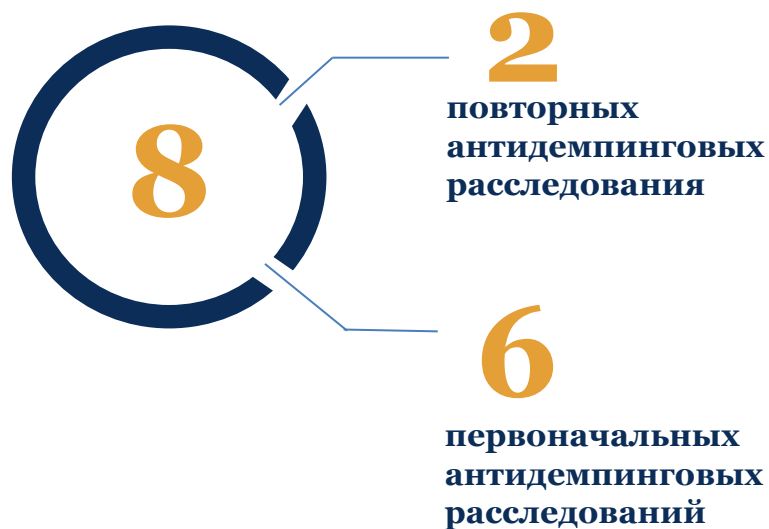 8
2
повторных
антидемпинговых
расследования
6
первоначальных
антидемпинговых
расследований